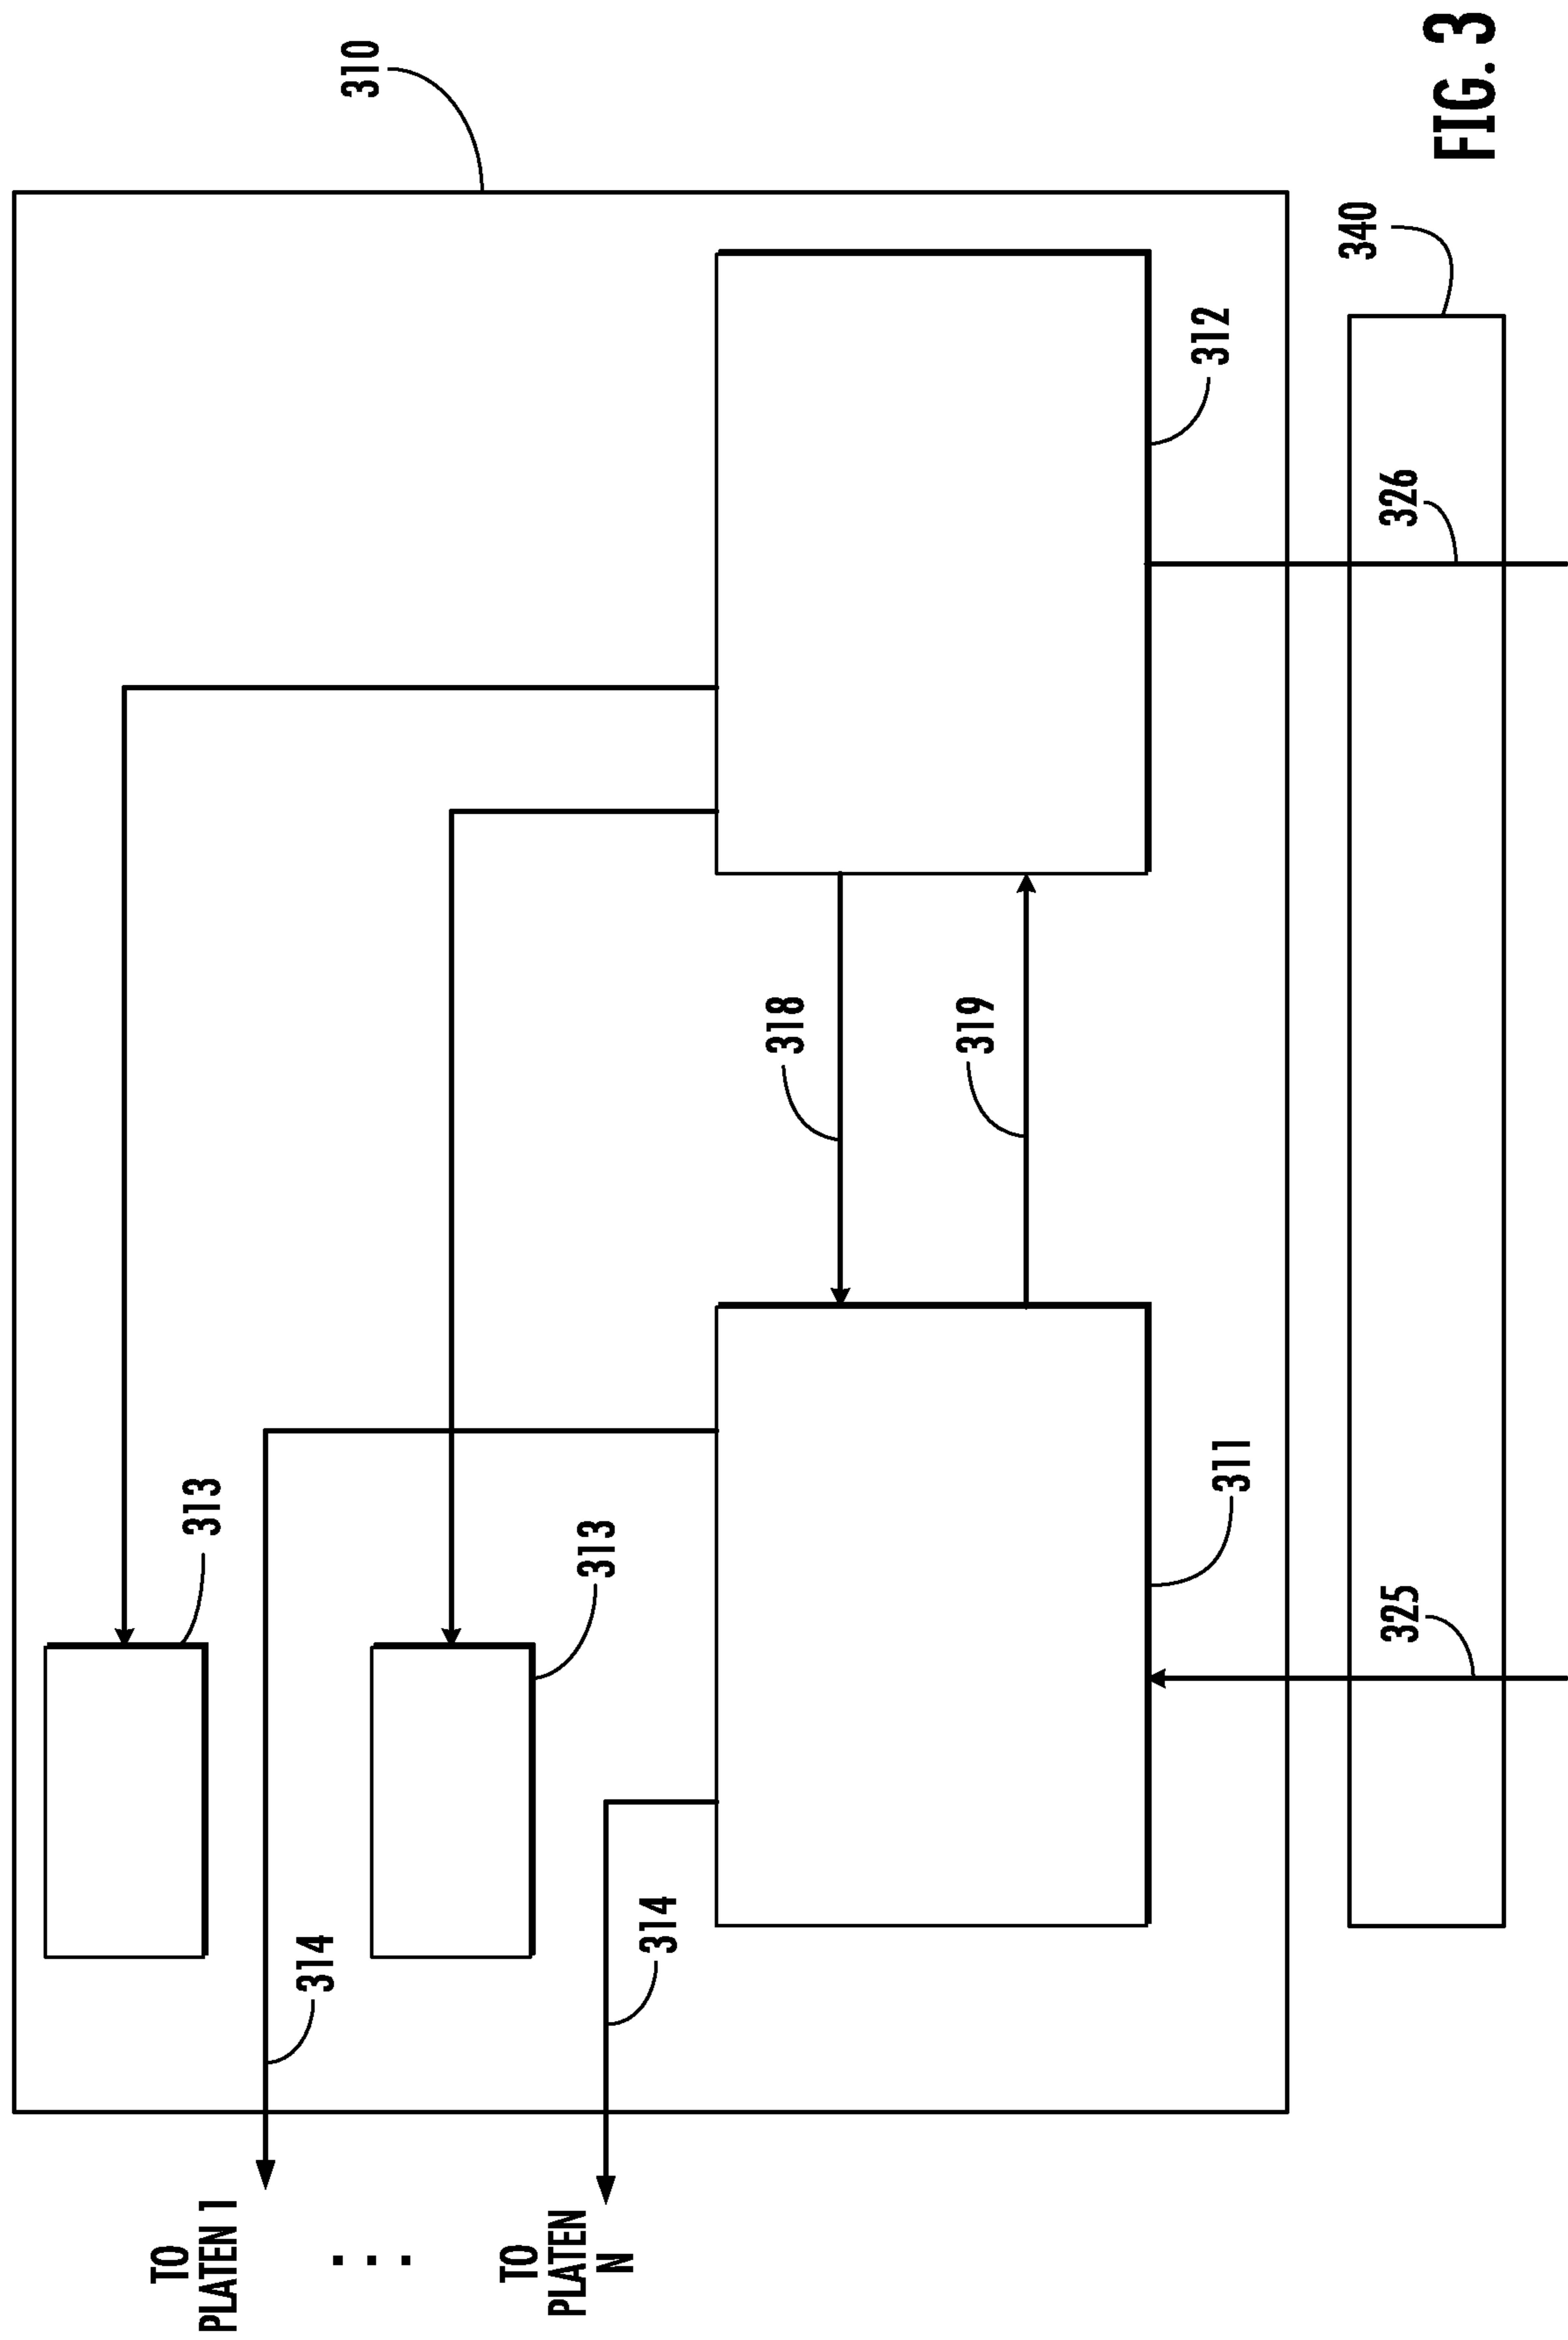 TO
PLATEN 1
314
313
310
. . .
TO
PLATEN
N
314
313
318
319
311
312
325
326
340
FIG. 3